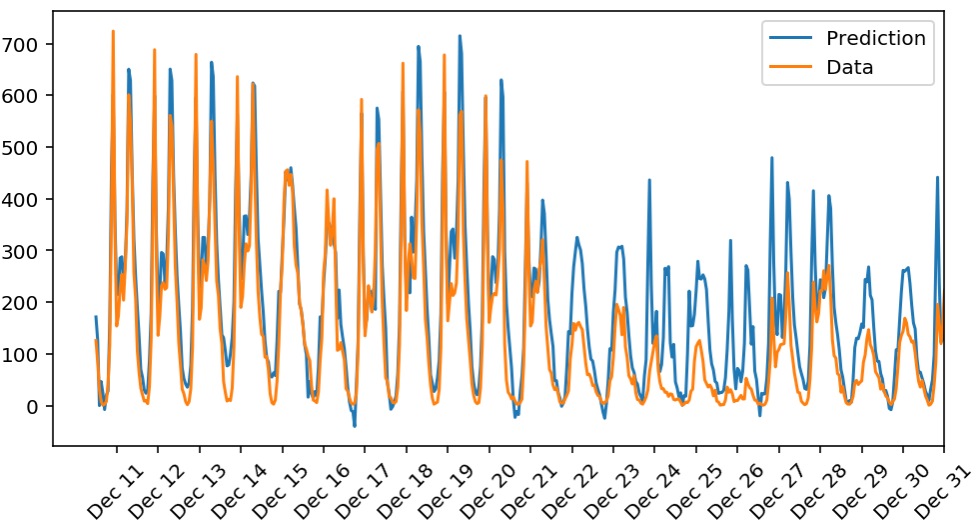 700
600
500
400
300
200
100
0
Prediction
Data
Dec 11
Dec 12
Dec 13
Dec 14
Dec 15
Dec 16
Dec 17
Dec 18
Dec 19
Dec 20
Dec 21
Dec 22
Dec 23
Dec 24
Dec 25
Dec 26
Dec 27
Dec 28
Dec 29
Dec 30
Dec 31